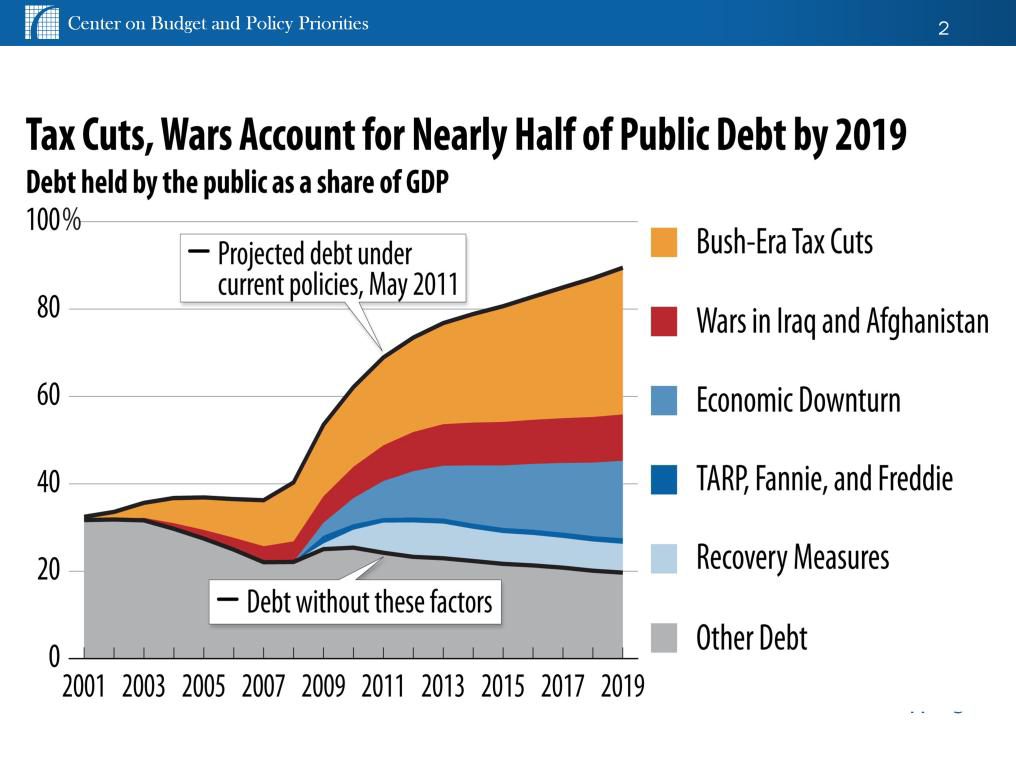 Center on Budget and Policy Priorities
2
Tax Cuts, Wars Account for Nearly Half of Public Debt by 2019
Debt held by the public as a share of GDP
100%
80
60
40
20
0
Projected debt under
current policies, May 2011
Debt without these factors
2001 2003 2005 2007 2009 2011 2013 2015 2017 2019
Bush-Era Tax Cuts
Wars in Iraq and Afghanistan
Economic Downturn
TARP, Fannie, and Freddie
Recovery Measures
Other Debt